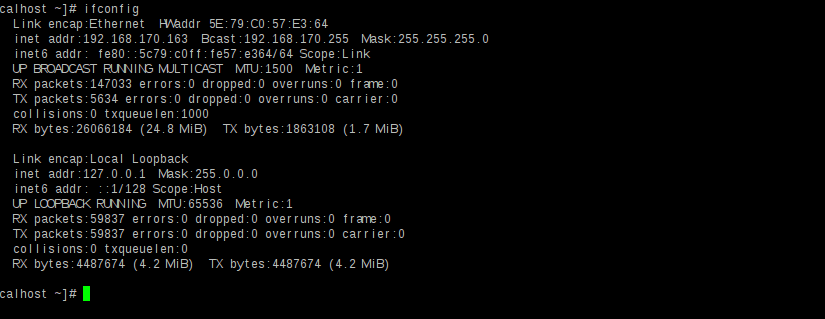 calhost ~]# ifconfig
Link encap:Ethernet  HWaddr 5E:79:C0:57:E3:64
inet addr:192.168.170.163  Bcast:192.168.170.255  Mask:255.255.255.0
inet6 addr: fe80::5c79:c0ff:fe57:e364/64 Scope:Link
UP BROADCAST RUNNING MULTICAST  MTU:1500  Metric:1
RX packets:147033 errors:0 dropped:0 overruns:0 frame:0
TX packets:5634 errors:0 dropped:0 overruns:0 carrier:0
collisions:0 txqueuelen:1000
RX bytes:26066184 (24.8 MiB)  TX bytes:1863108 (1.7 MiB)
Link encap:Local Loopback
inet addr:127.0.0.1  Mask:255.0.0.0
inet6 addr: ::1/128 Scope:Host
UP LOOPBACK RUNNING  MTU:65536  Metric:1
RX packets:59837 errors:0 dropped:0 overruns:0 frame:0
TX packets:59837 errors:0 dropped:0 overruns:0 carrier:0
collisions:0 txqueuelen:0
RX bytes:4487674 (4.2 MiB)  TX bytes:4487674 (4.2 MiB)
calhost ~]#